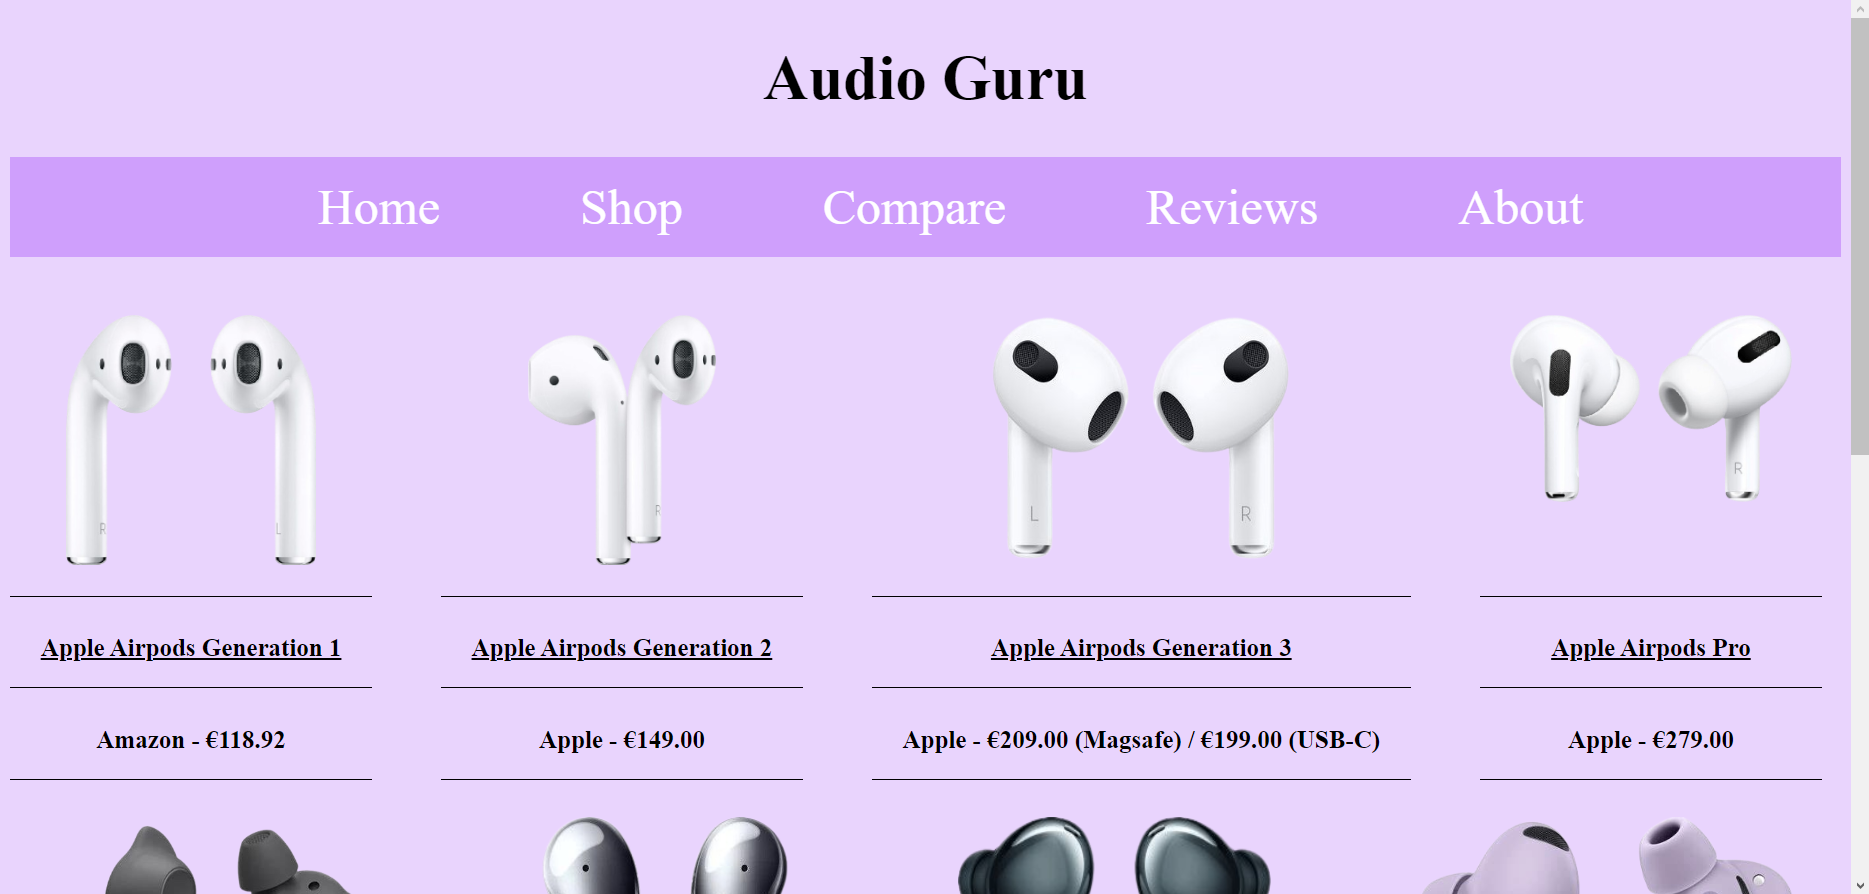 Audio Guru
Home Shop Compare Reviews About
R L R L R R
Apple Airpods Generation 1 Apple Airpods Generation 2 Apple Airpods Generation 3 Apple Airpods Pro
Amazon - €118.92 Apple - €149.00 Apple - €209.00 (Magsafe) / €199.00 (USB-C) Apple - €279.00